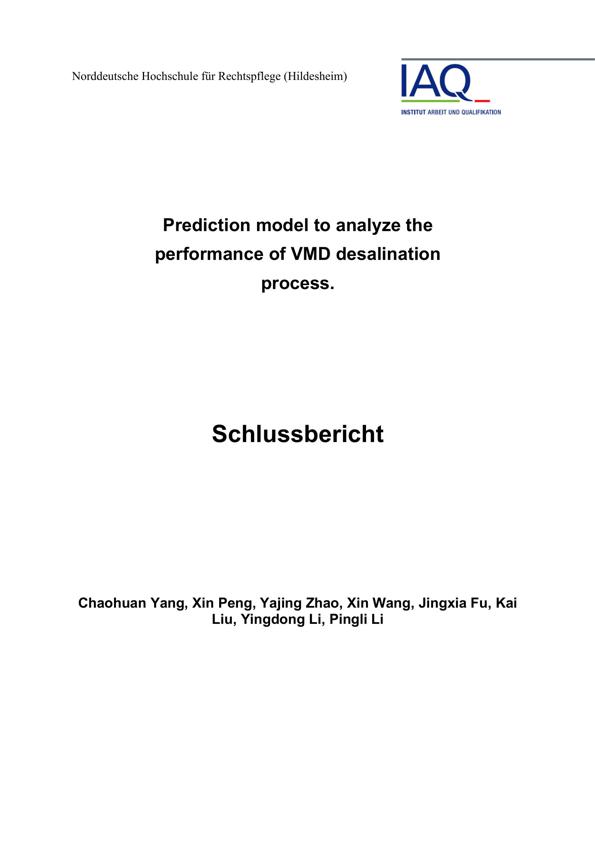 Norddeutsche Hochschule für Rechtspflege (Hildesheim)
IAQ
INSTITUT ARBEIT UND QUALIFIKATION
Prediction model to analyze the
performance of VMD desalination
process.
Schlussbericht
Chaohuan Yang, Xin Peng, Yajing Zhao, Xin Wang, Jingxia Fu, Kai
Liu, Yingdong Li, Pingli Li